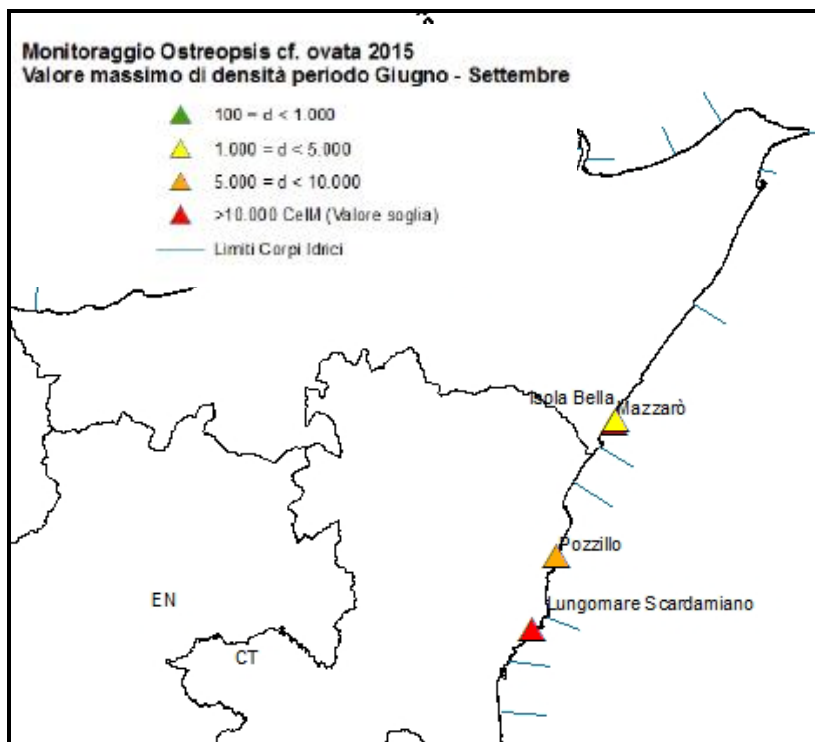 Monitoraggio Ostreopsis cf. ovata 2015
Valore massimo di densità periodo Giugno - Settembre
100 = d < 1.000
1.000 = d < 5.000
5.000 = d < 10.000
>10.000 Cell/l (Valore soglia)
Limiti Corpi Idrici
Isola Bella
Mazzarò
Pozzillo
EN
Lungomare Scardamiano
CT